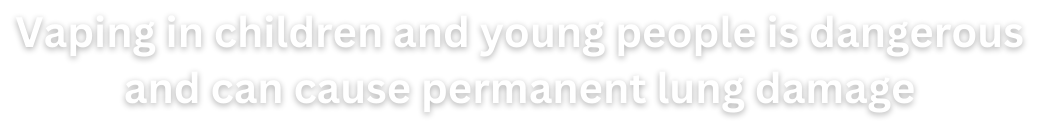 Vaping in children and young people is dangerous
and can cause permanent lung damage